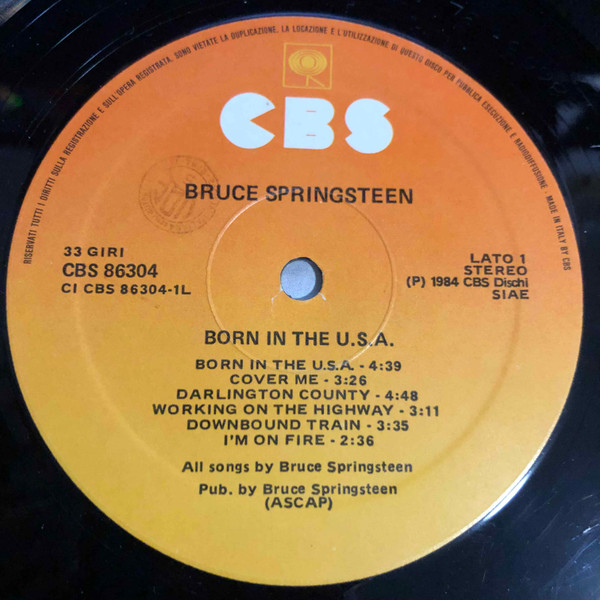 RISERVATI TUTTI I DIRITTI SULLA REGISTRAZIONE E SULL'OPERA REGISTRATA. SONO VIETATE LA DUPLICAZIONE, LA LOCAZIONE E L'UTILIZZAZIONE DI QUESTO DISCO PER PUBBLICA ESECUZIONE E RADIODIFFUSIONE - MADE IN ITALY BY CBS
CBS
BRUCE SPRINGSTEEN
33 GIRI
CBS 86304
CI CBS 86304-1L
LATO 1
STEREO
(P) 1984 CBS Dischi
SIAE
BORN IN THE U.S.A.
BORN IN THE U.S.A. - 4:39
COVER ME - 3:26
DARLINGTON COUNTY - 4:48
WORKING ON THE HIGHWAY - 3:11
DOWNBOUND TRAIN - 3:35
I'M ON FIRE - 2:36
All songs by Bruce Springsteen
Pub. by Bruce Springsteen
(ASCAP)